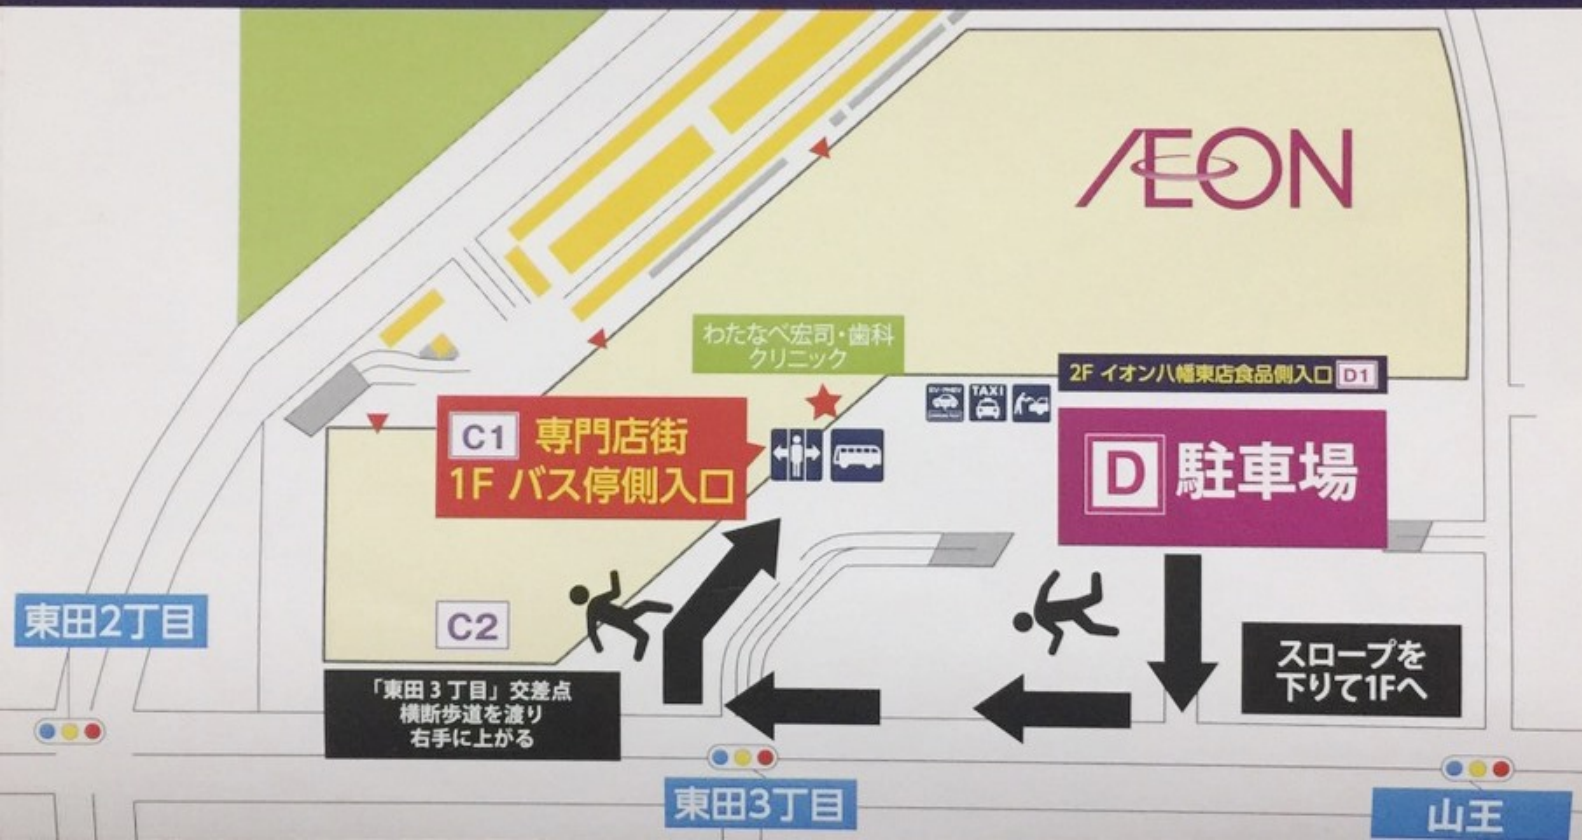 ÆON
わたなべ宏司・歯科
クリニック
2F イオン八幡東店食品側入口 D1
EV・PHEV
TAXI
C1 専門店街
1F バス停側入口
D 駐車場
C2
東田2丁目
スロープを
下りて1Fへ
「東田3丁目」交差点
横断歩道を渡り
右手に上がる
東田3丁目
山王